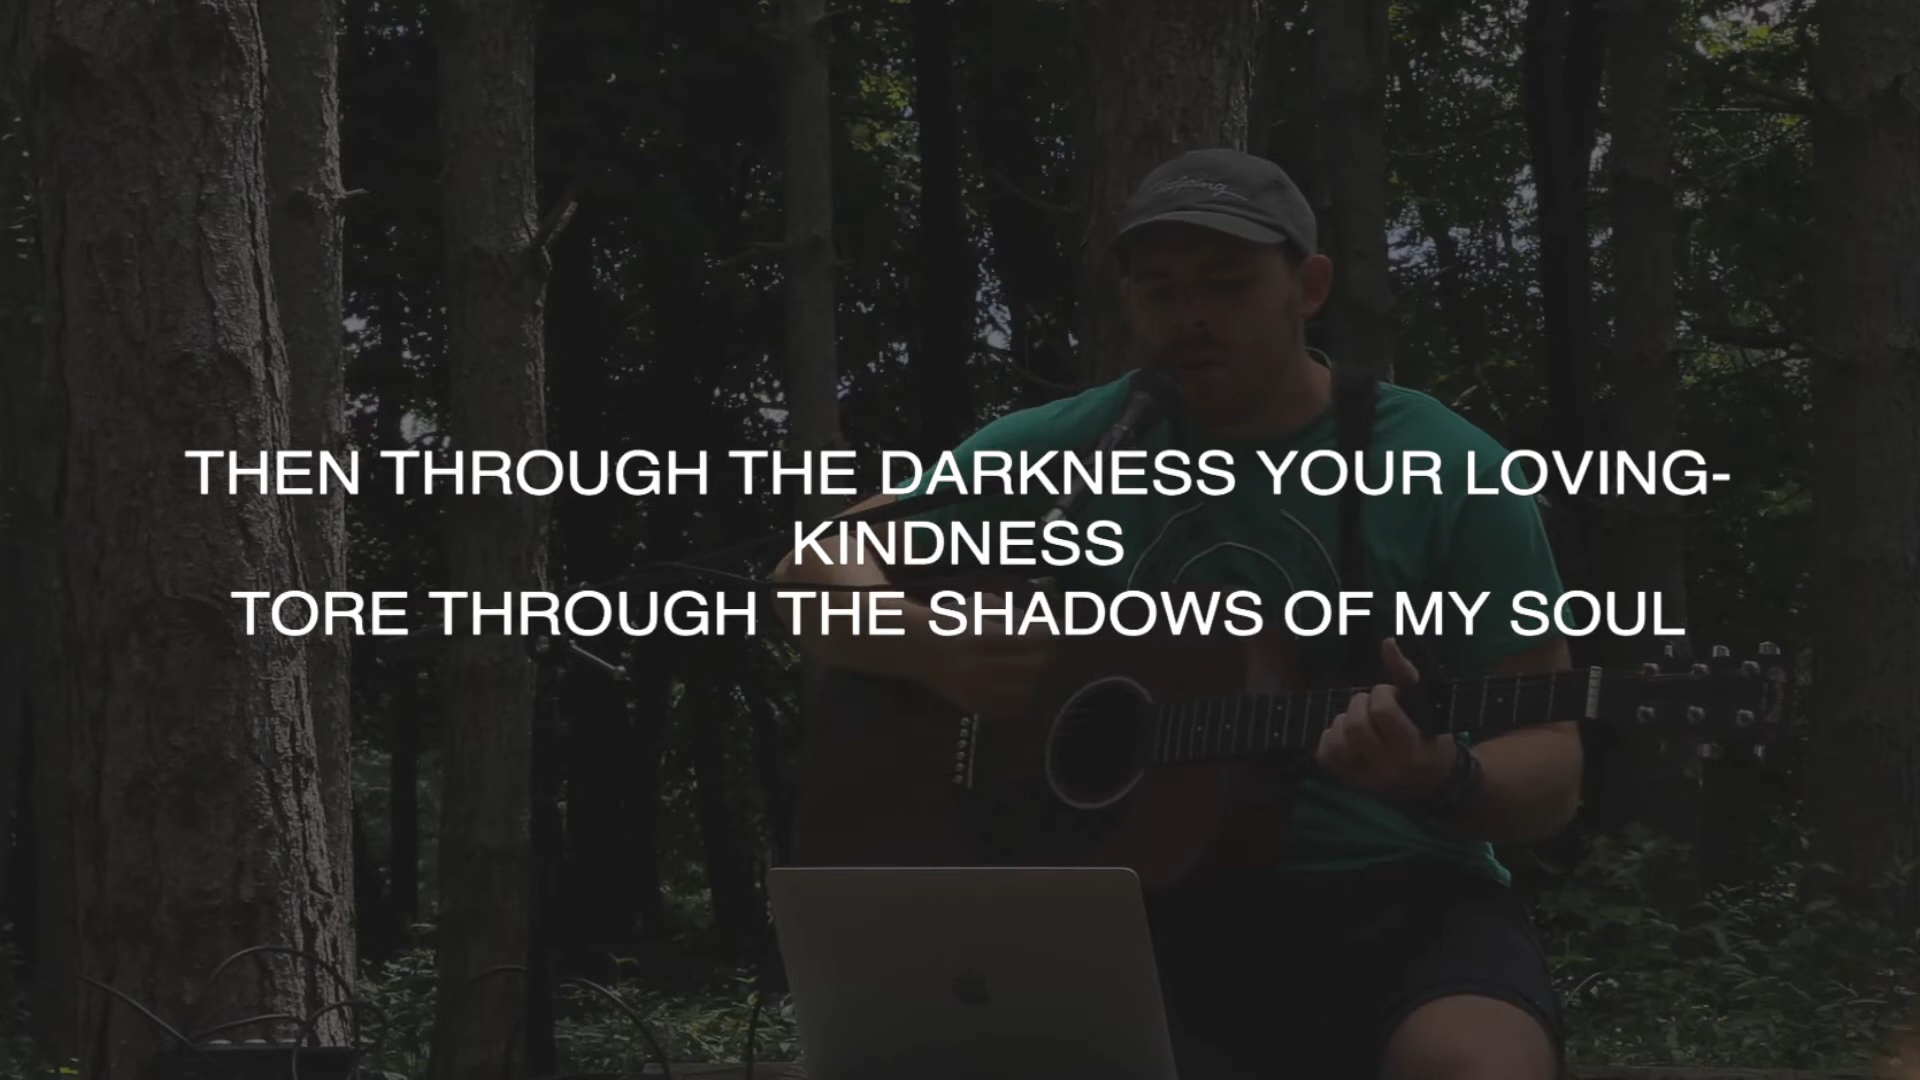 THEN THROUGH THE DARKNESS YOUR LOVING-
KINDNESS
TORE THROUGH THE SHADOWS OF MY SOUL